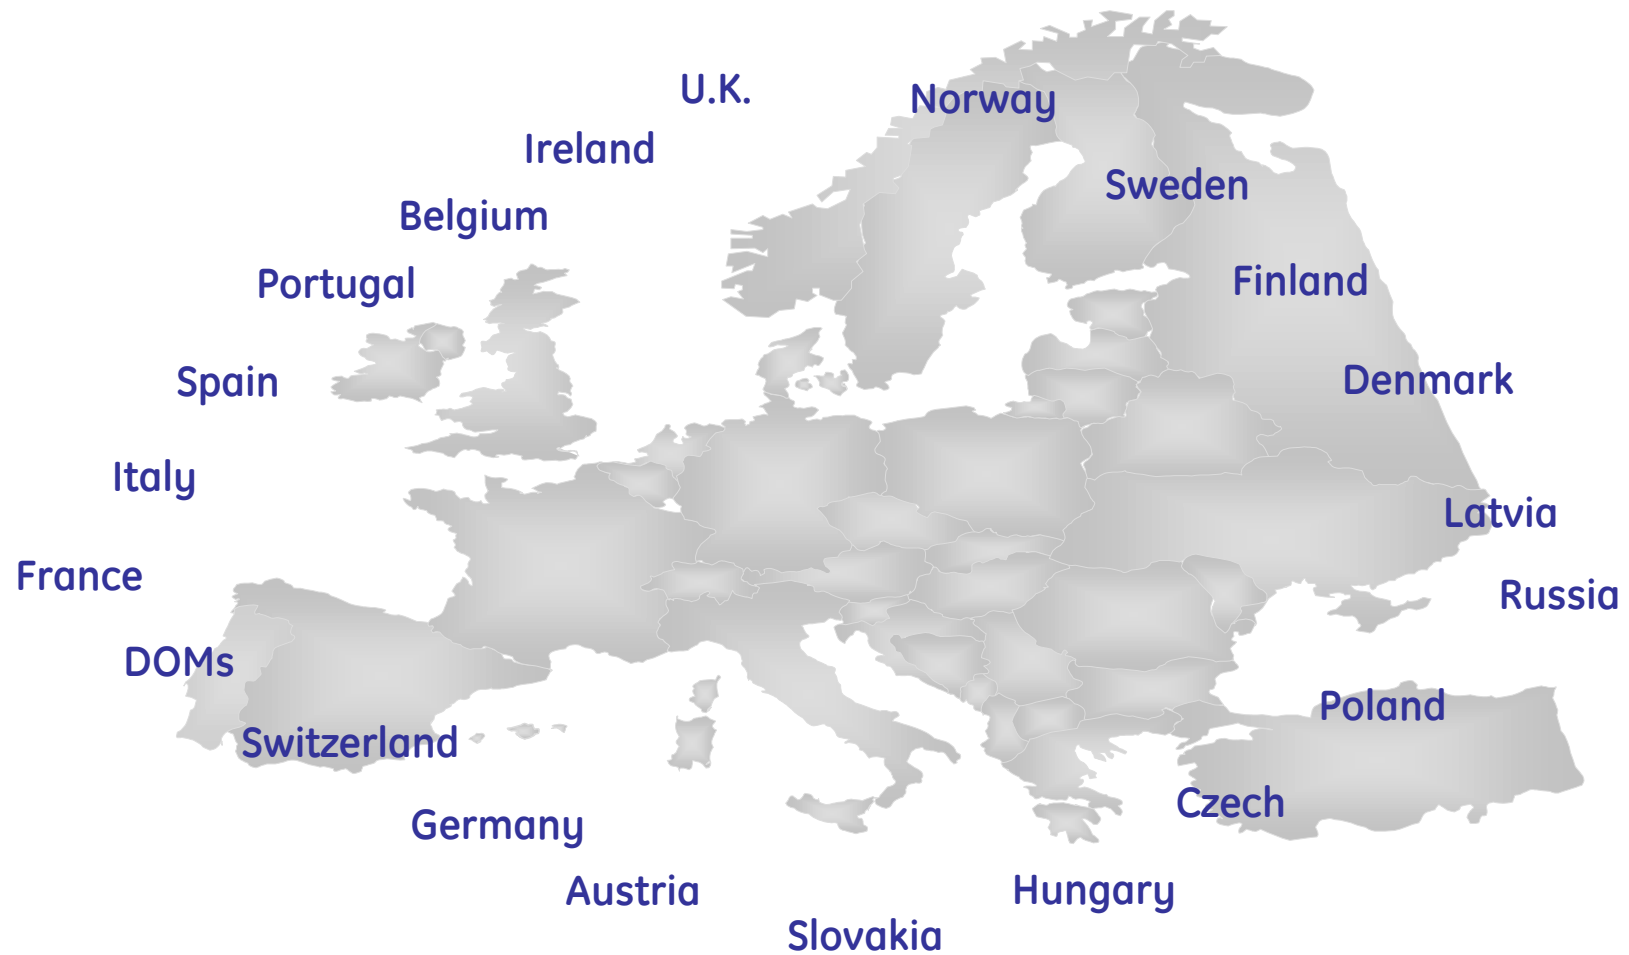 U.K.
Norway
Ireland
Sweden
Belgium
Finland
Portugal
Denmark
Spain
Italy
Latvia
France
Russia
DOMs
Poland
Switzerland
Czech
Germany
Austria
Hungary
Slovakia